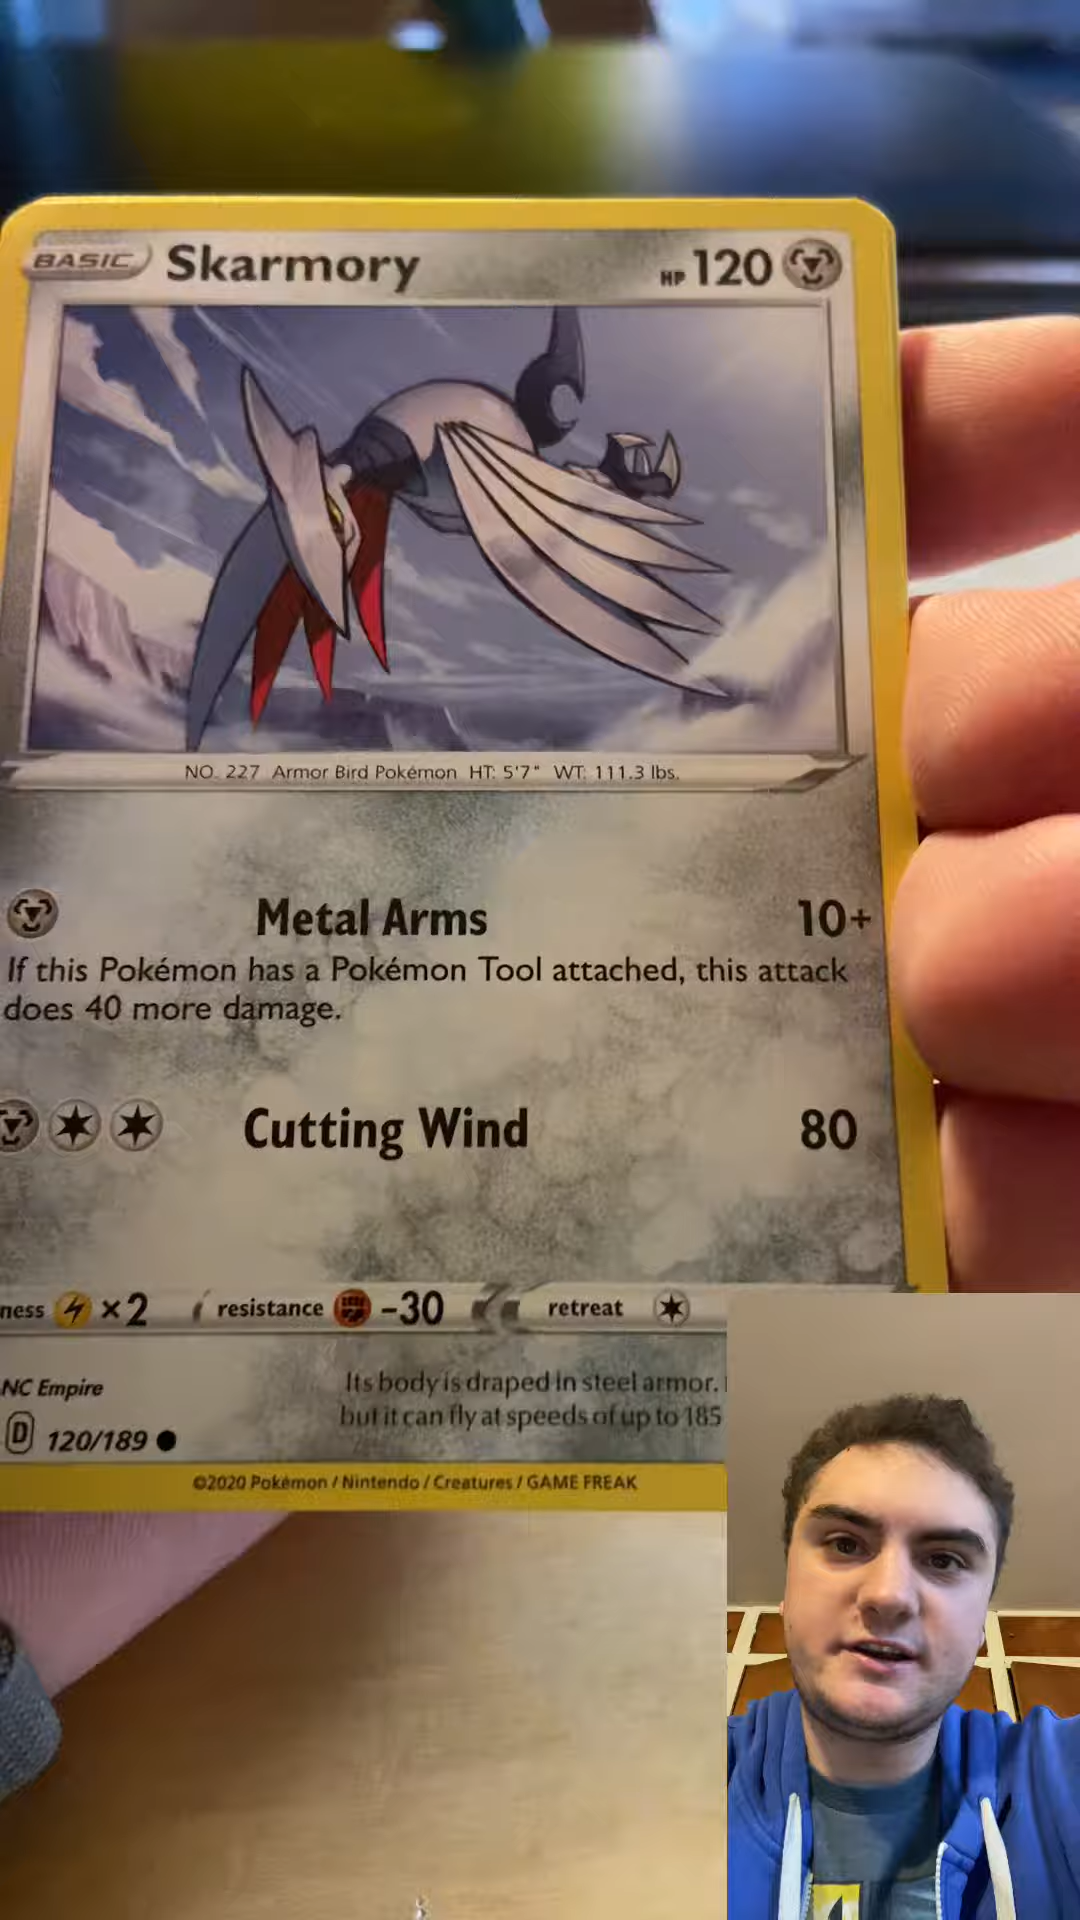 BASIC Skarmory HP 120
NO. 227 Armor Bird Pokémon HT: 5'7" WT: 111.3 lbs.
Metal Arms 10+
If this Pokémon has a Pokémon Tool attached, this attack
does 40 more damage.
Cutting Wind 80
ness ×2 resistance -30 retreat
NC Empire
Its body is draped in steel armor.
but it can fly at speeds of up to 185
D 120/189
©2020 Pokémon / Nintendo / Creatures / GAME FREAK